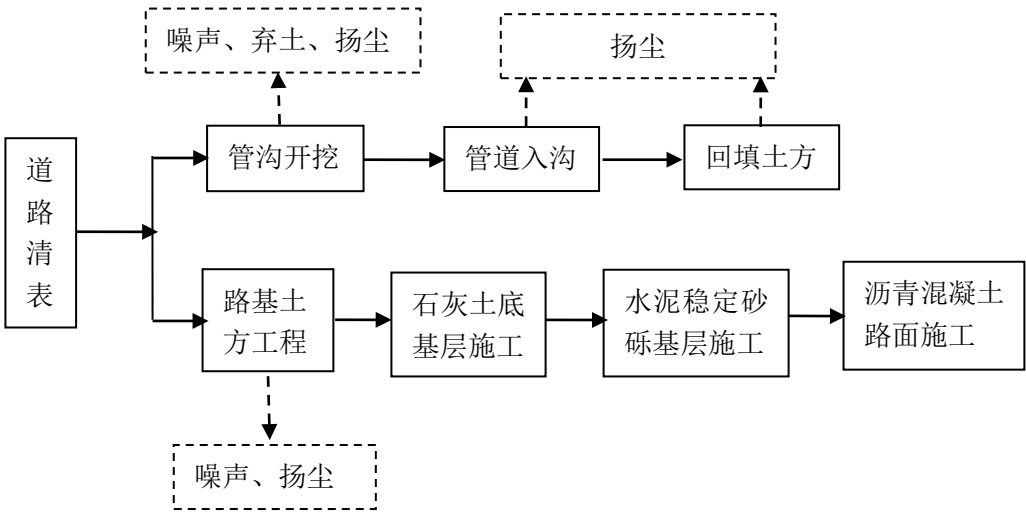 噪声、弃土、扬尘
扬尘
道
路
清
表
管沟开挖
管道入沟
回填土方
路基土
方工程
石灰土底
基层施工
水泥稳定砂
砾基层施工
沥青混凝土
路面施工
噪声、扬尘